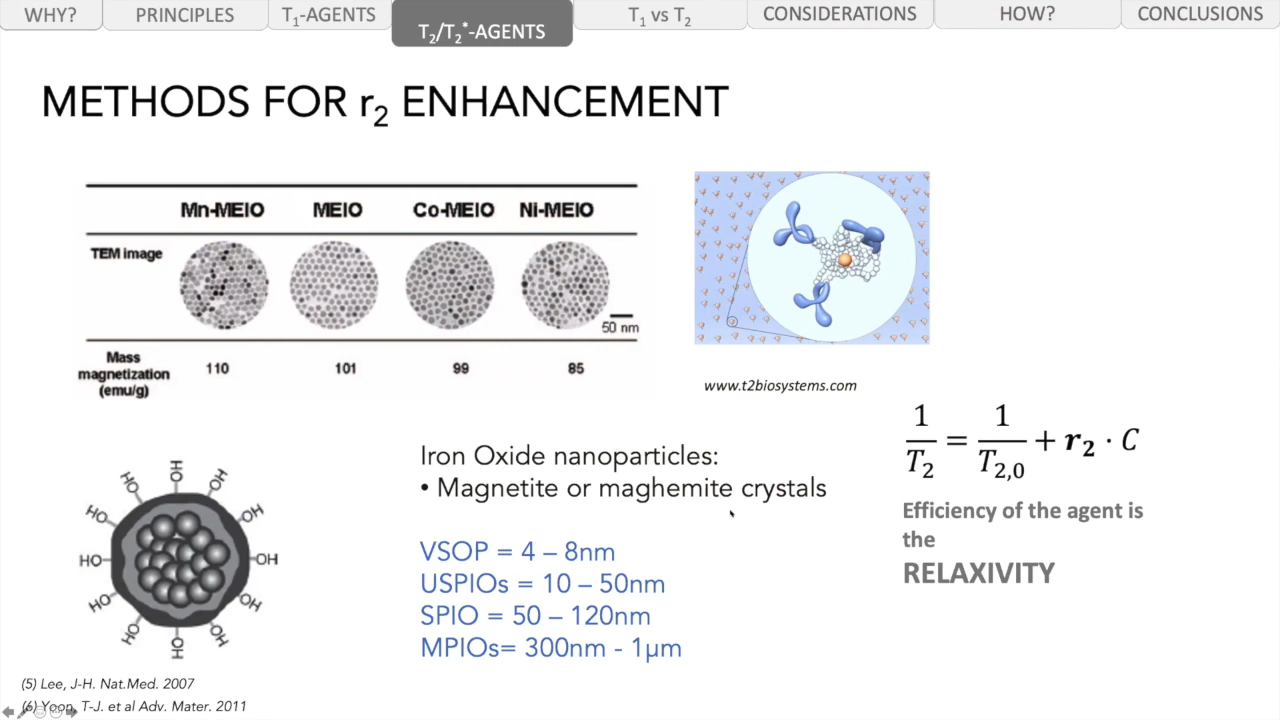 WHY?
PRINCIPLES
T₁-AGENTS
T₂/T₂*-AGENTS
T₁ vs T₂
CONSIDERATIONS
HOW?
CONCLUSIONS
METHODS FOR r₂ ENHANCEMENT
Mn-MEIO MEIO Co-MEIO Ni-MEIO
TEM image
50 nm
Mass
magnetization
(emu/g)
110 101 99 85
www.t2biosystems.com
1/T₂ = 1/T₂,₀ + r₂ · C
Efficiency of the agent is
the
RELAXIVITY
Iron Oxide nanoparticles:
• Magnetite or maghemite crystals
VSOP = 4 – 8nm
USPIOs = 10 – 50nm
SPIO = 50 – 120nm
MPIOs= 300nm - 1µm
HO
HO
OH
HO
OH
HO
OH
HO
OH
HO
OH
OH
(5) Lee, J-H. Nat.Med. 2007
(6) Yoon, T-J. et al Adv. Mater. 2011